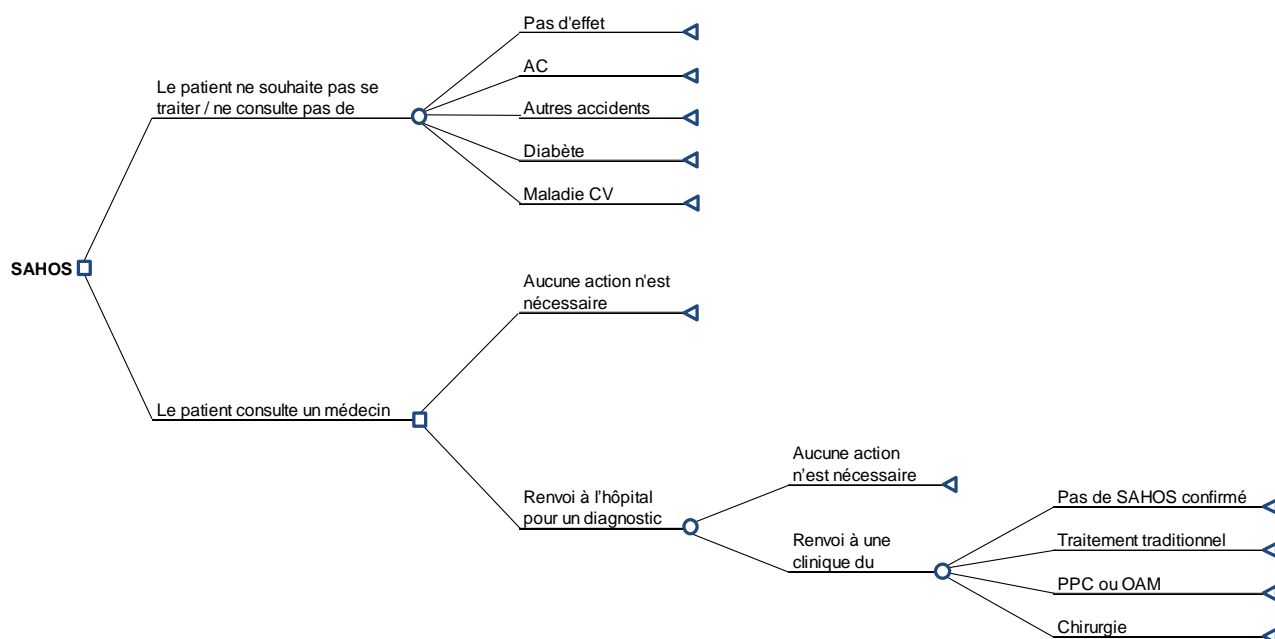 Pas d'effet
AC
Autres accidents
Diabète
Maladie CV
Le patient ne souhaite pas se
traiter / ne consulte pas de
SAHOS
Le patient consulte un médecin
Aucune action n'est
nécessaire
Renvoi à l'hôpital
pour un diagnostic
Aucune action
n'est nécessaire
Renvoi à une
clinique du
Pas de SAHOS confirmé
Traitement traditionnel
PPC ou OAM
Chirurgie